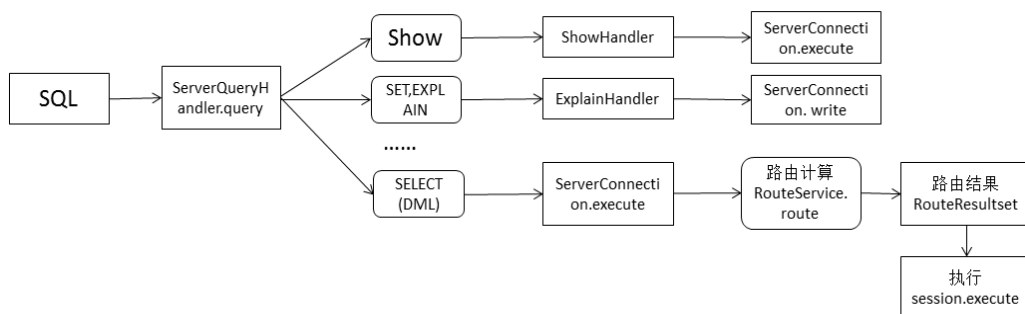 Show
ShowHandler
ServerConnecti
on.execute
SQL
ServerQueryH
andler.query
SET,EXPL
AIN
ExplainHandler
ServerConnecti
on. write
......
SELECT
(DML)
ServerConnecti
on.execute
路由计算
RouteService.
route
路由结果
RouteResultset
执行
session.execute